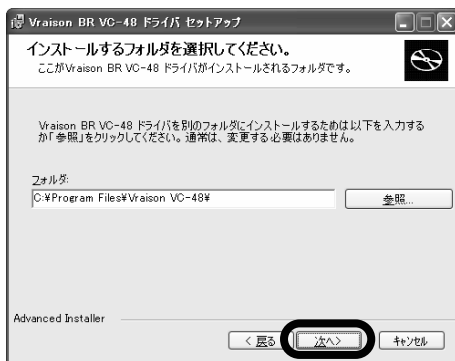 Vraison BR VC-48 ドライバ セットアップ
インストールするフォルダを選択してください。
ここがVraison BR VC-48 ドライバがインストールされるフォルダです。
Vraison BR VC-48 ドライバを別のフォルダにインストールするためは以下を入力する
か「参照」をクリックしてください。通常は、変更する必要はありません。
フォルダ:
C:¥Program Files¥Vraison VC-48¥
参照...
Advanced Installer
< 戻る
次へ>
キャンセル